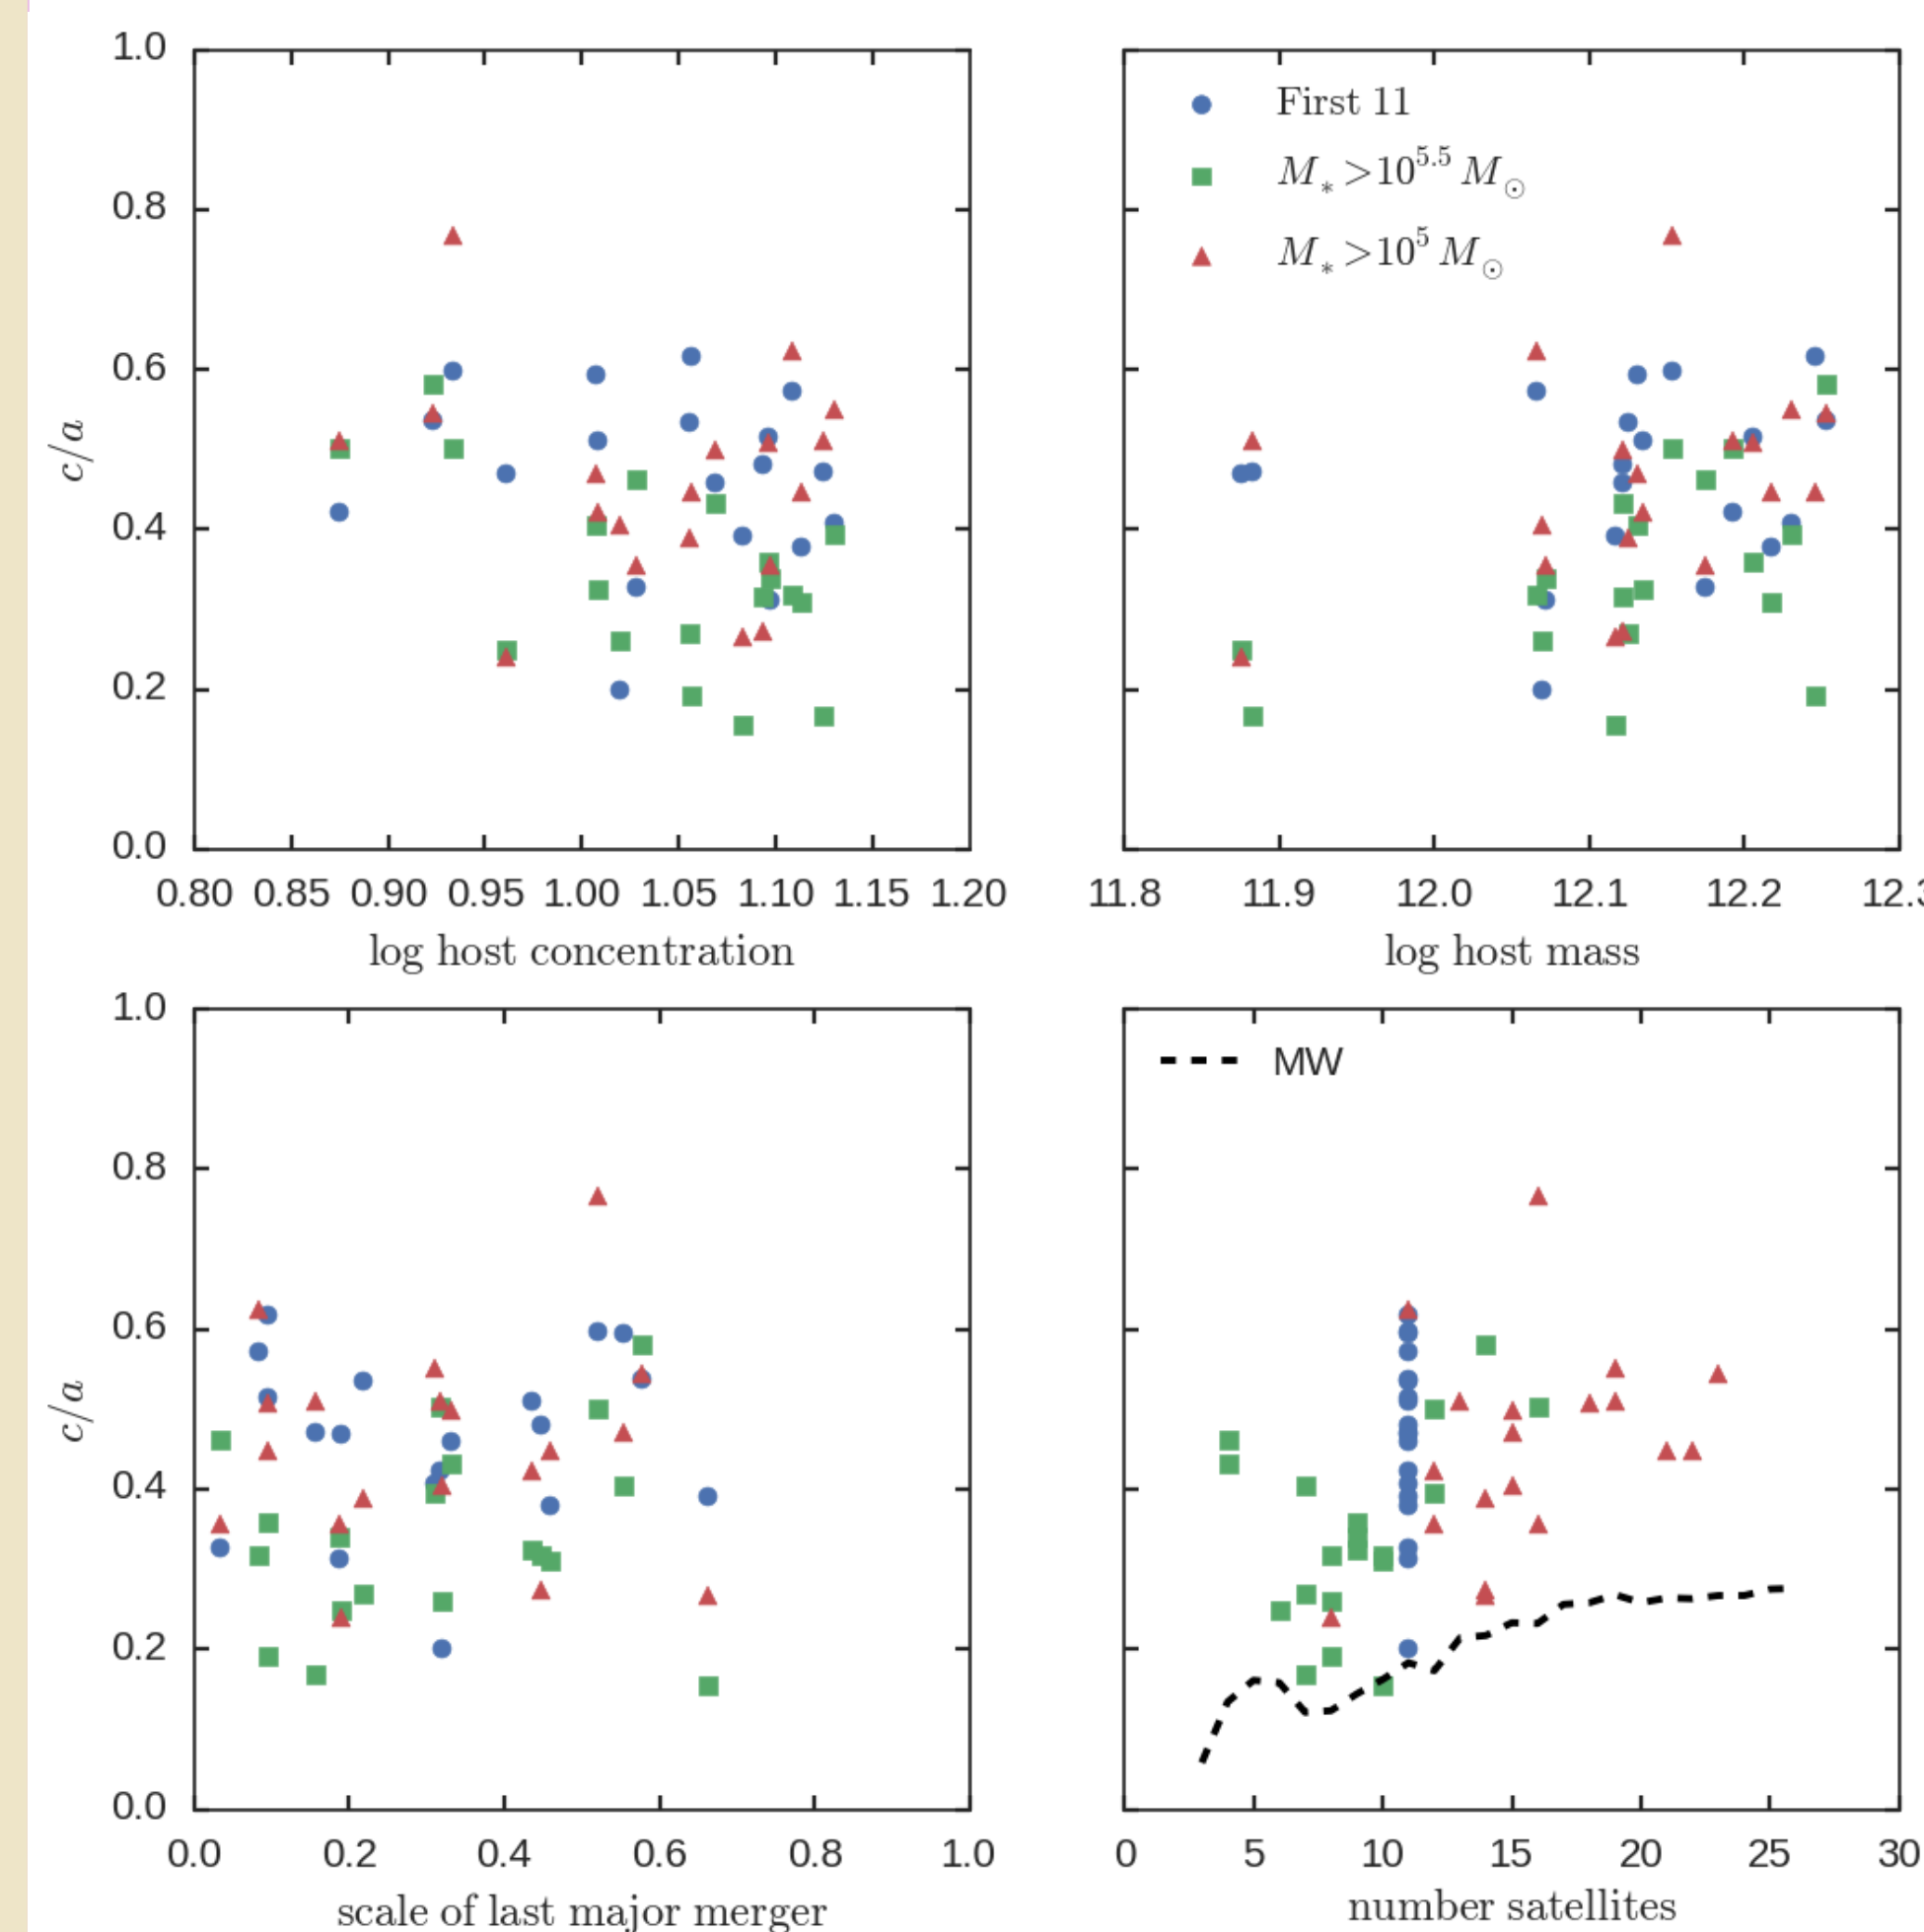 1.0
0.8
0.6
0.4
0.2
0.0
c/a
0.80 0.85 0.90 0.95 1.00 1.05 1.10 1.15 1.20
log host concentration
First 11
M* >10^5.5 M⊙
M* >10^5 M⊙
11.8 11.9 12.0 12.1 12.2 12.3
log host mass
1.0
0.8
0.6
0.4
0.2
0.0
c/a
0.0 0.2 0.4 0.6 0.8 1.0
scale of last major merger
MW
0 5 10 15 20 25 30
number satellites